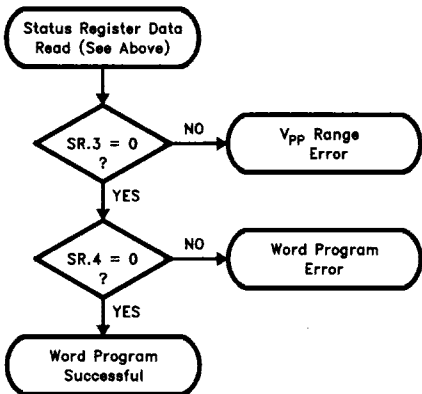 Status Register Data
Read (See Above)
SR.3 = 0
?
NO
V_PP Range
Error
YES
SR.4 = 0
?
NO
Word Program
Error
YES
Word Program
Successful